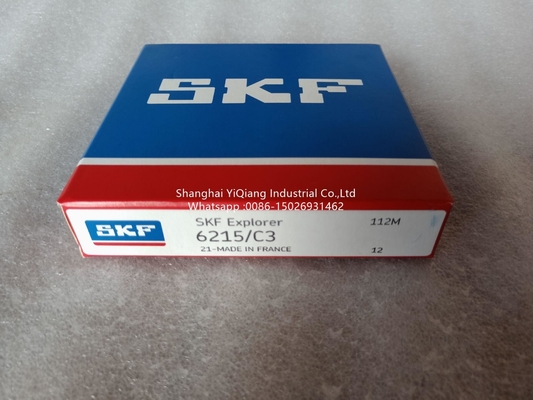 SKF
Shanghai YiQiang Industrial Co.,Ltd
Whatsapp :0086-15026931462
SKF
SKF Explorer
112M
6215/C3
21-MADE IN FRANCE
12